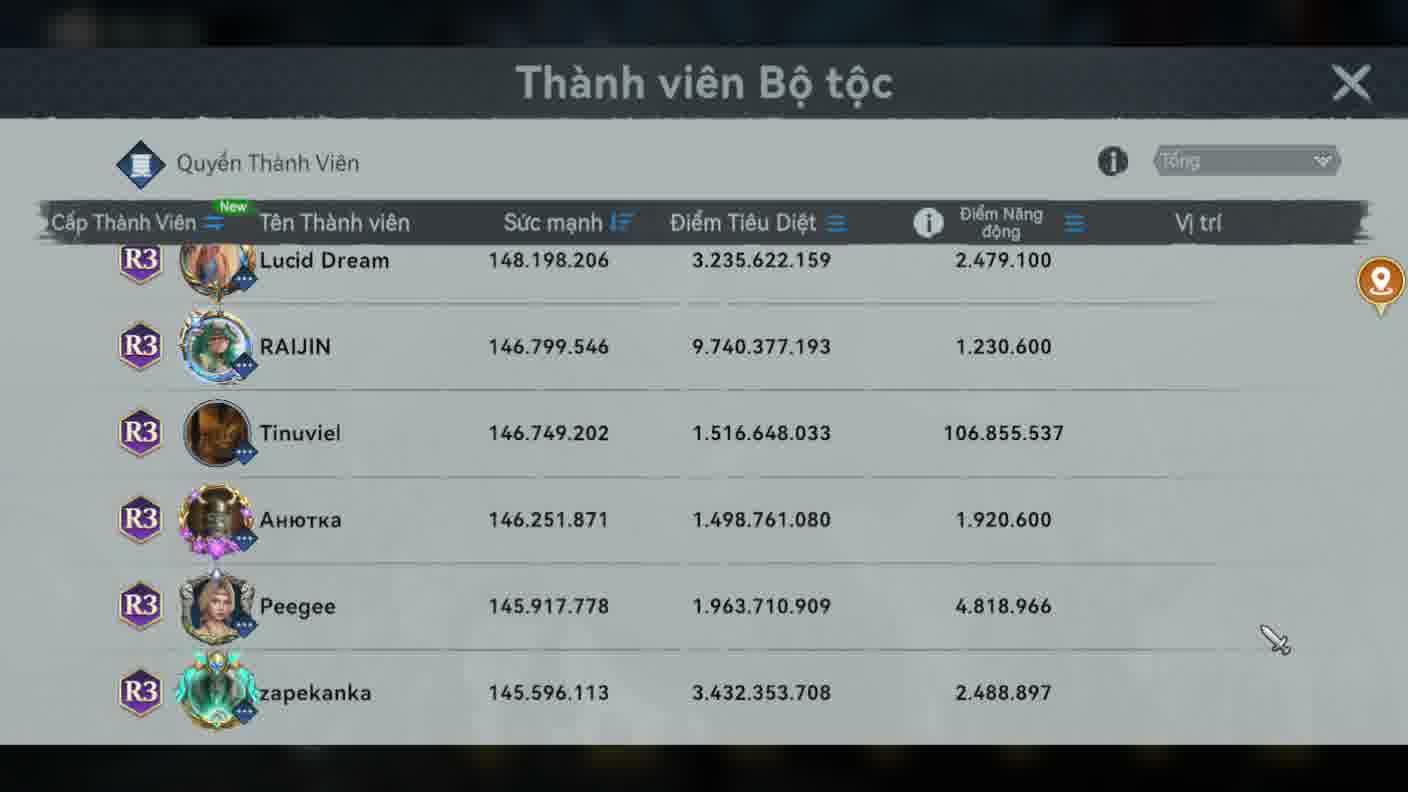 Thành viên Bộ tộc
Quyển Thành Viên
Tổng
New
Cấp Thành Viên Tên Thành viên Sức mạnh Điểm Tiêu Diệt Điểm Năng động Vị trí
R3 Lucid Dream 148.198.206 3.235.622.159 2.479.100
R3 RAIJIN 146.799.546 9.740.377.193 1.230.600
R3 Tinuviel 146.749.202 1.516.648.033 106.855.537
R3 Анютка 146.251.871 1.498.761.080 1.920.600
R3 Peegee 145.917.778 1.963.710.909 4.818.966
R3 zapekanka 145.596.113 3.432.353.708 2.488.897